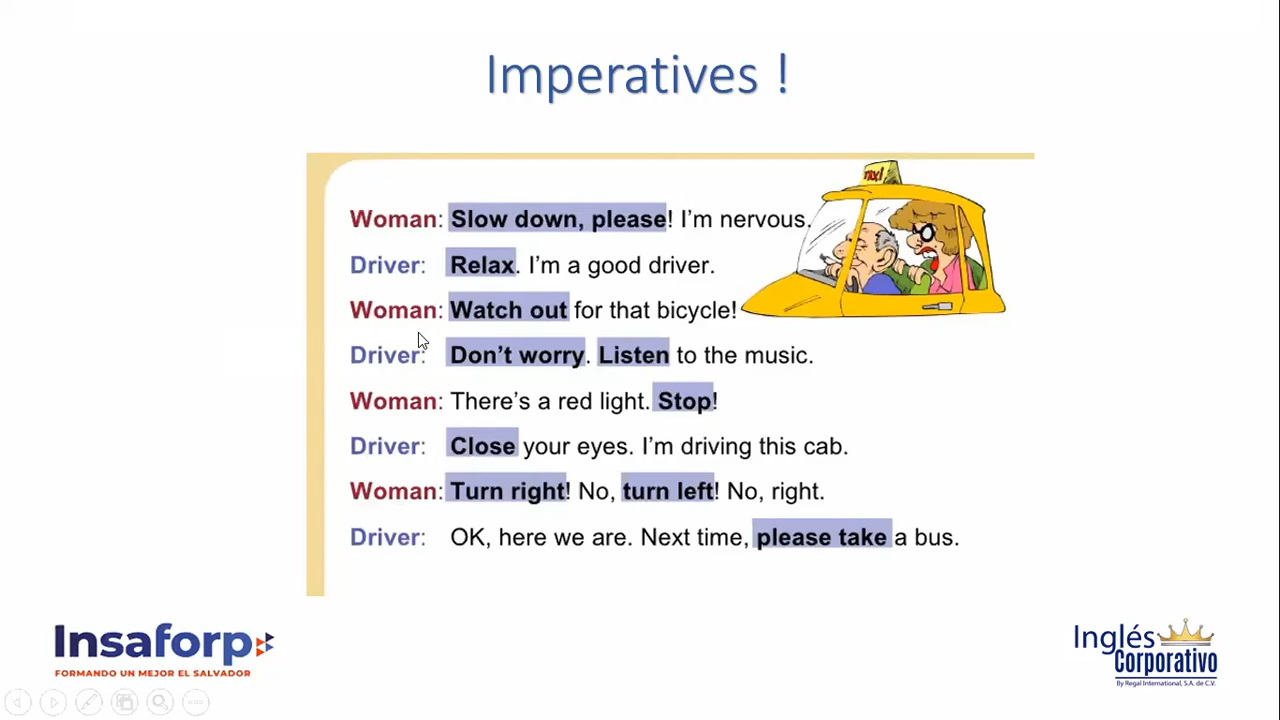 Imperatives !
TAXI
Woman: Slow down, please! I'm nervous.
Driver: Relax. I'm a good driver.
Woman: Watch out for that bicycle!
Driver: Don't worry. Listen to the music.
Woman: There's a red light. Stop!
Driver: Close your eyes. I'm driving this cab.
Woman: Turn right! No, turn left! No, right.
Driver: OK, here we are. Next time, please take a bus.
Insaforp
FORMANDO UN MEJOR EL SALVADOR
Inglés
Corporativo
By Regal International, S.A. de C.V.